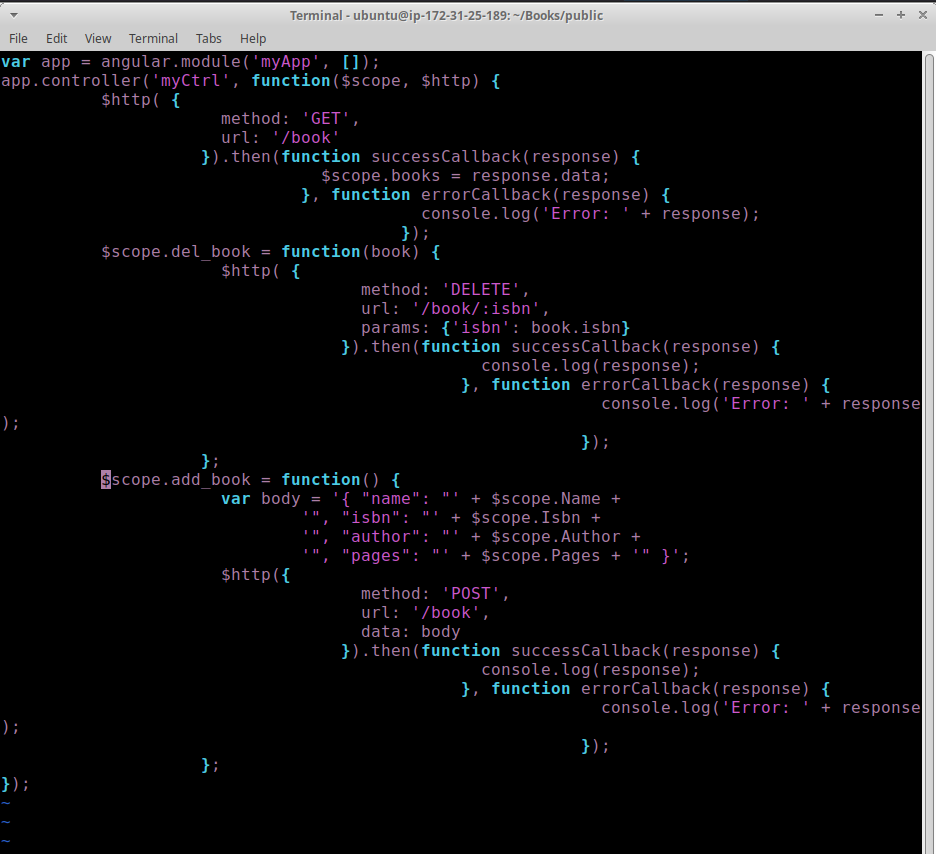 Terminal - ubuntu@ip-172-31-25-189: ~/Books/public
File Edit View Terminal Tabs Help
var app = angular.module('myApp', []);
app.controller('myCtrl', function($scope, $http) {
          $http( {
                      method: 'GET',
                      url: '/book'
                    }).then(function successCallback(response) {
                                $scope.books = response.data;
                              }, function errorCallback(response) {
                                          console.log('Error: ' + response);
                                        });
          $scope.del_book = function(book) {
                      $http( {
                                    method: 'DELETE',
                                    url: '/book/:isbn',
                                    params: {'isbn': book.isbn}
                                  }).then(function successCallback(response) {
                                                console.log(response);
                                              }, function errorCallback(response) {
                                                            console.log('Error: ' + response
);
                                                          });
                    };
          $scope.add_book = function() {
                      var body = '{ "name": "' + $scope.Name +
                              '", "isbn": "' + $scope.Isbn +
                              '", "author": "' + $scope.Author +
                              '", "pages": "' + $scope.Pages + '" }';
                      $http({
                                    method: 'POST',
                                    url: '/book',
                                    data: body
                                  }).then(function successCallback(response) {
                                                console.log(response);
                                              }, function errorCallback(response) {
                                                            console.log('Error: ' + response
);
                                                          });
                    };
});
~
~
~